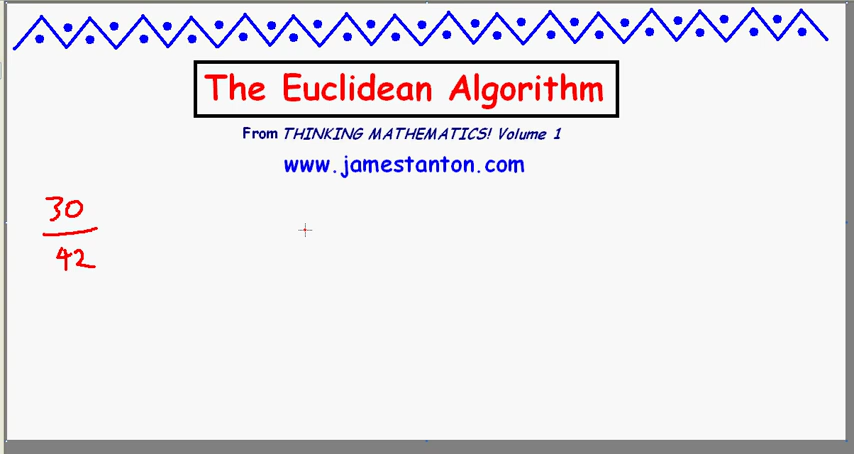 The Euclidean Algorithm
From THINKING MATHEMATICS! Volume 1
www.jamestanton.com
30
42